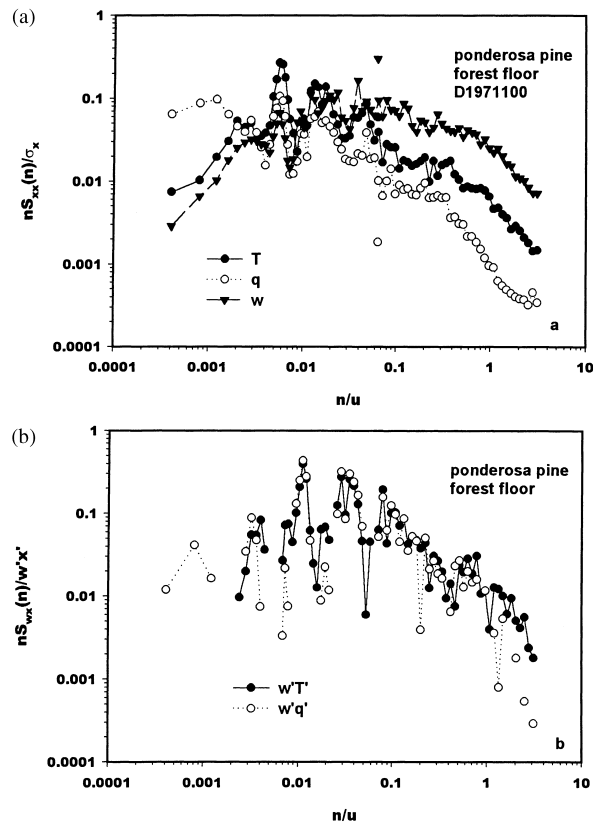 (a)
1
0.1
0.01
0.001
0.0001
nSxx(n)/σx
ponderosa pine
forest floor
D1971100
T
q
w
a
0.0001 0.001 0.01 0.1 1 10
n/u
(b)
1
0.1
0.01
0.001
0.0001
nSwx(n)/w'x'
ponderosa pine
forest floor
w'T'
w'q'
b
0.0001 0.001 0.01 0.1 1 10
n/u